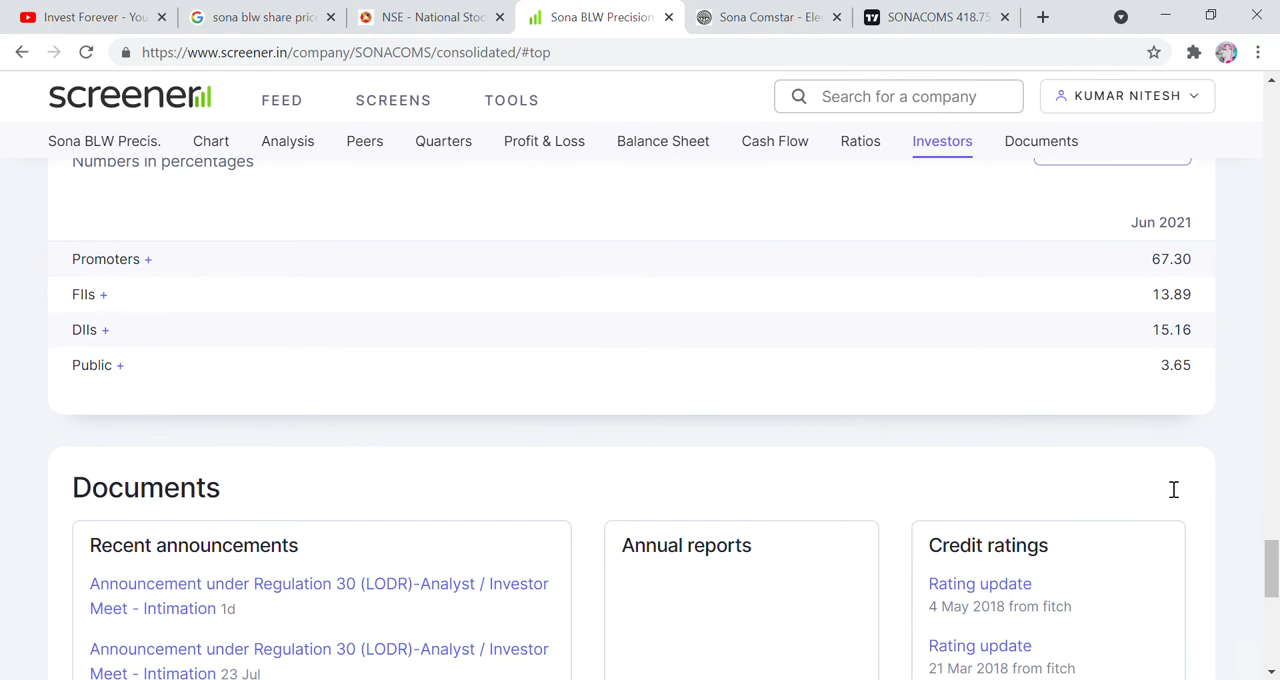 Invest Forever - You
sona blw share pric
NSE - National Stoc
Sona BLW Precision
Sona Comstar - Ele
SONACOMS 418.75
https://www.screener.in/company/SONACOMS/consolidated/#top
screener
FEED
SCREENS
TOOLS
Search for a company
KUMAR NITESH
Sona BLW Precis.
Chart
Analysis
Peers
Quarters
Profit & Loss
Balance Sheet
Cash Flow
Ratios
Investors
Documents
Numbers in percentages
Jun 2021
Promoters + 67.30
FIIs + 13.89
DIIs + 15.16
Public + 3.65
Documents
Recent announcements
Announcement under Regulation 30 (LODR)-Analyst / Investor
Meet - Intimation 1d
Announcement under Regulation 30 (LODR)-Analyst / Investor
Meet - Intimation 23 Jul
Annual reports
Credit ratings
Rating update
4 May 2018 from fitch
Rating update
21 Mar 2018 from fitch